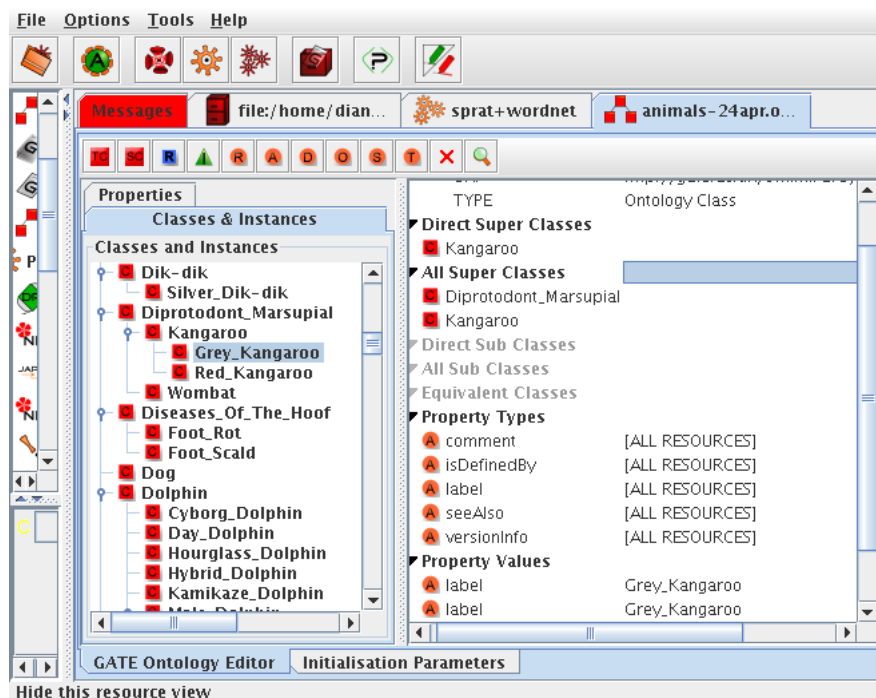 File Options Tools Help
Messages file:/home/dian... sprat+wordnet animals-24apr.o...
TC SC R I R A D O S T
Properties
Classes & Instances
Classes and Instances
Dik-dik
Silver_Dik-dik
Diprotodont_Marsupial
Kangaroo
Grey_Kangaroo
Red_Kangaroo
Wombat
Diseases_Of_The_Hoof
Foot_Rot
Foot_Scald
Dog
Dolphin
Cyborg_Dolphin
Day_Dolphin
Hourglass_Dolphin
Hybrid_Dolphin
Kamikaze_Dolphin
TYPE Ontology Class
Direct Super Classes
Kangaroo
All Super Classes
Diprotodont_Marsupial
Kangaroo
Direct Sub Classes
All Sub Classes
Equivalent Classes
Property Types
comment [ALL RESOURCES]
isDefinedBy [ALL RESOURCES]
label [ALL RESOURCES]
seeAlso [ALL RESOURCES]
versionInfo [ALL RESOURCES]
Property Values
label Grey_Kangaroo
label Grey_Kangaroo
GATE Ontology Editor Initialisation Parameters
Hide this resource view